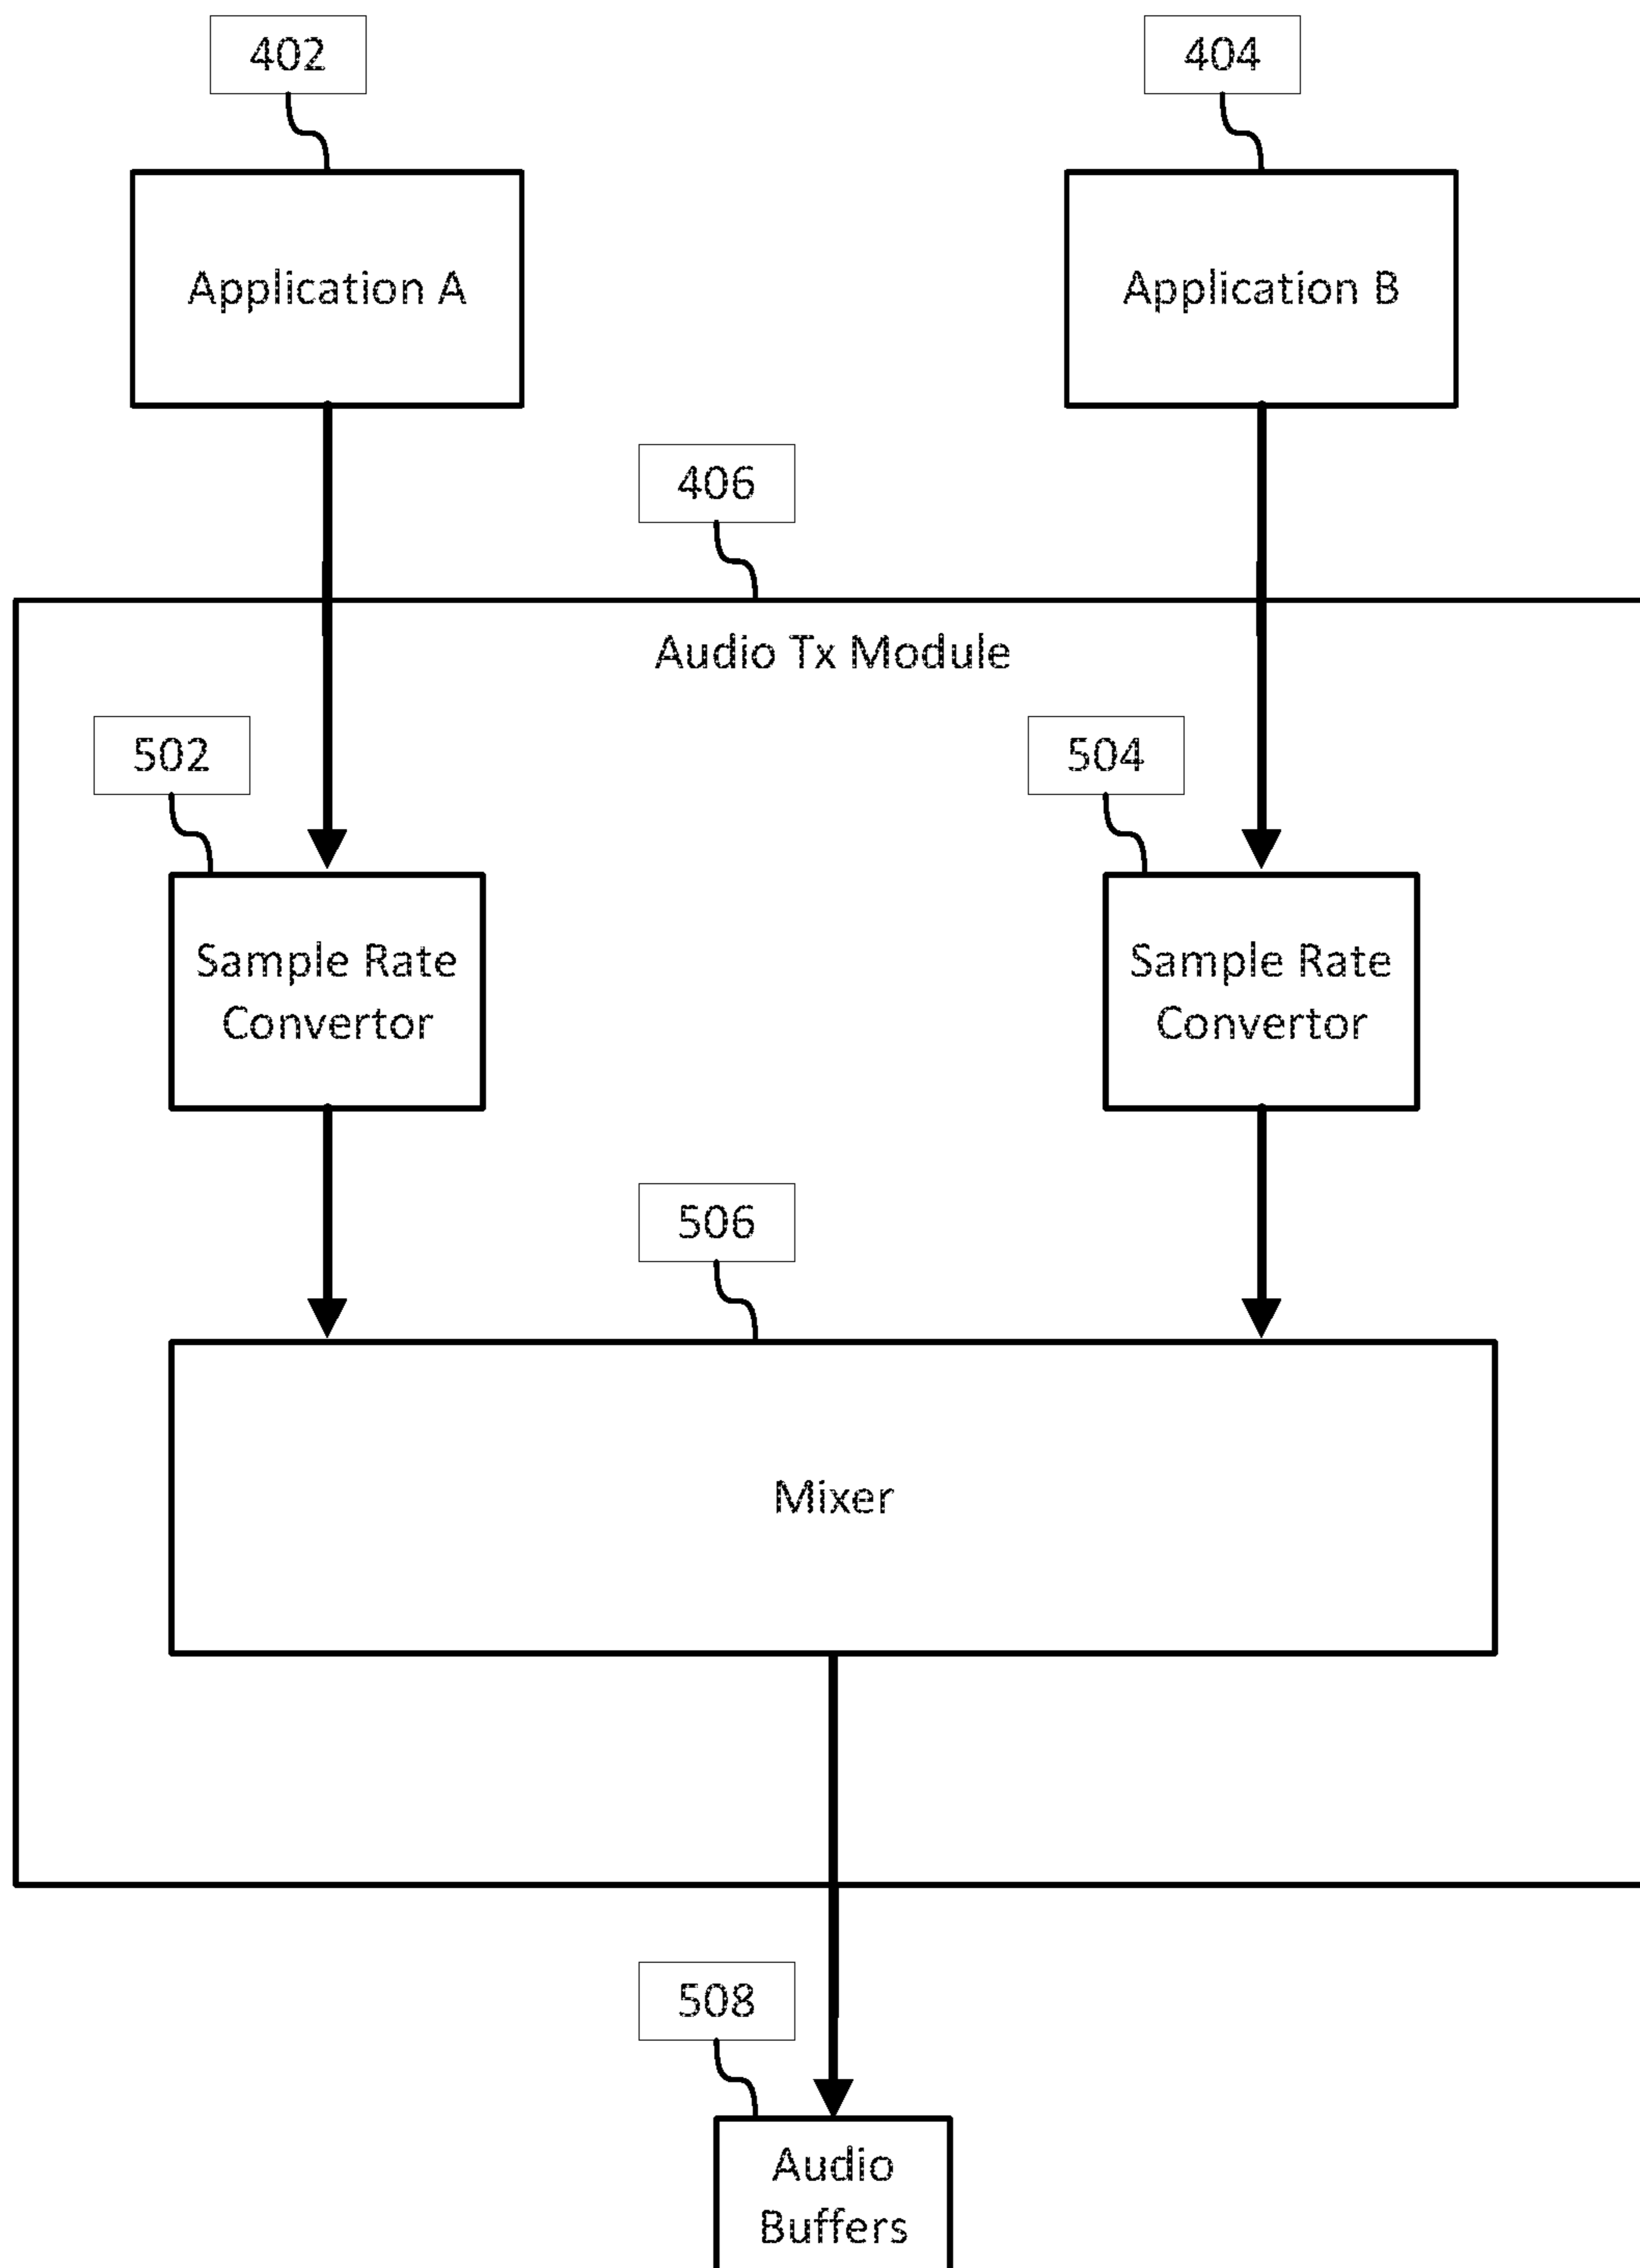 402
404
Application A
Application B
406
Audio Tx Module
502
504
Sample Rate
Convertor
Sample Rate
Convertor
506
Mixer
508
Audio
Buffers